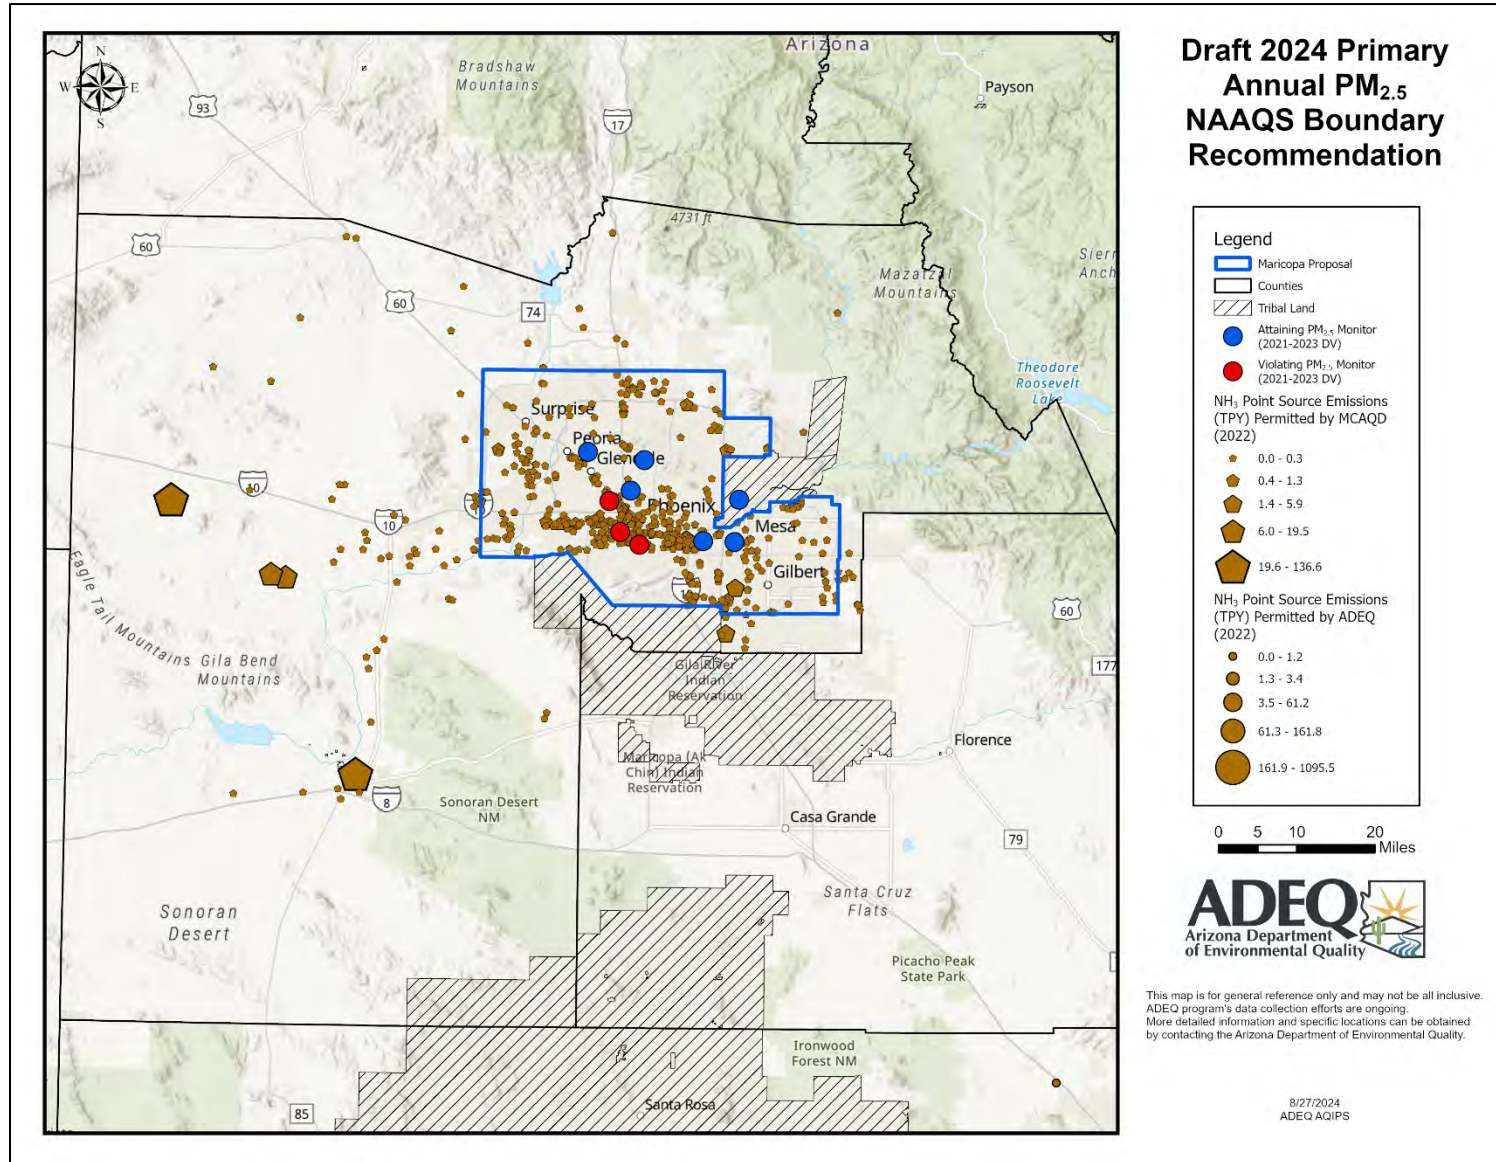 Draft 2024 Primary
Annual PM2.5
NAAQS Boundary
Recommendation
Legend
Maricopa Proposal
Counties
Tribal Land
Attaining PM2.5 Monitor
(2021-2023 DV)
Violating PM2.5 Monitor
(2021-2023 DV)
NH3 Point Source Emissions
(TPY) Permitted by MCAQD
(2022)
0.0 - 0.3
0.4 - 1.3
1.4 - 5.9
6.0 - 19.5
19.6 - 136.6
NH3 Point Source Emissions
(TPY) Permitted by ADEQ
(2022)
0.0 - 1.2
1.3 - 3.4
3.5 - 61.2
61.3 - 161.8
161.9 - 1095.5
0 5 10 20
Miles
ADEQ
Arizona Department
of Environmental Quality
This map is for general reference only and may not be all inclusive.
ADEQ program's data collection efforts are ongoing.
More detailed information and specific locations can be obtained
by contacting the Arizona Department of Environmental Quality.
8/27/2024
ADEQ AQIPS
N
W E
S
Arizona
Bradshaw
Mountains
Payson
93
17
4731 ft
60
60
74
Mazatzal
Mountains
Theodore
Roosevelt
Lake
Surprise
Peoria
Glendale
Phoenix
Mesa
Gilbert
10
10
60
177
Eagle Tail Mountains
Gila Bend
Mountains
Gila River
Indian
Reservation
Maricopa (Ak
Chin) Indian
Reservation
Florence
Casa Grande
79
8
Sonoran Desert
NM
Sonoran
Desert
Santa Cruz
Flats
Picacho Peak
State Park
Ironwood
Forest NM
Santa Rosa
85